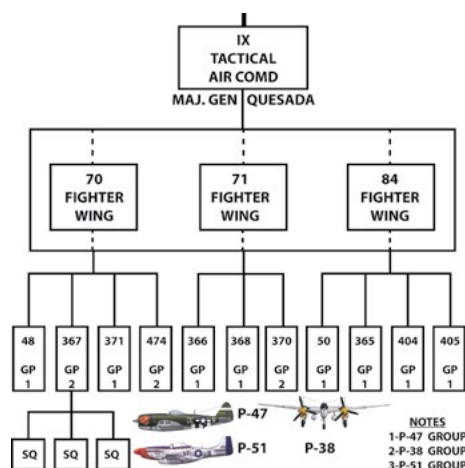 IX
TACTICAL
AIR COMD
MAJ. GEN QUESADA
70
FIGHTER
WING
71
FIGHTER
WING
84
FIGHTER
WING
48
GP
1
367
GP
2
371
GP
1
474
GP
2
366
GP
1
368
GP
1
370
GP
2
50
GP
1
365
GP
1
404
GP
1
405
GP
1
SQ
SQ
SQ
P-47
P-51
P-38
NOTES
1-P-47 GROUP
2-P-38 GROUP
3-P-51 GROUP